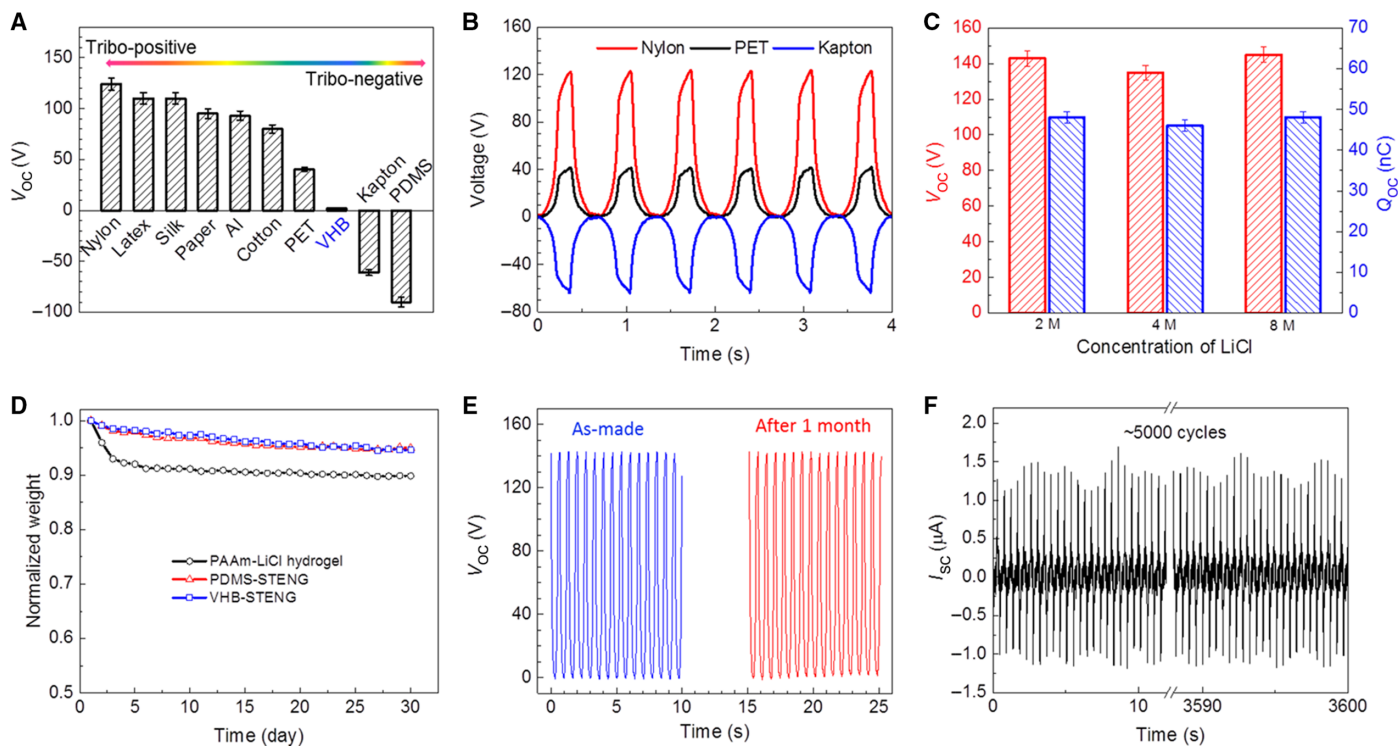 A
Tribo-positive
Tribo-negative
V_OC (V)
150
100
50
0
−50
−100
Nylon
Latex
Silk
Paper
Al
Cotton
PET
VHB
Kapton
PDMS
B
Nylon PET Kapton
Voltage (V)
160
120
80
40
0
−40
−80
0 1 2 3 4
Time (s)
C
V_OC (V)
160
140
120
100
80
60
40
20
0
Q_OC (nC)
70
60
50
40
30
20
10
0
2 M 4 M 8 M
Concentration of LiCl
D
Normalized weight
1.0
0.9
0.8
0.7
0.6
0.5
PAAm-LiCl hydrogel
PDMS-STENG
VHB-STENG
0 5 10 15 20 25 30
Time (day)
E
As-made After 1 month
V_OC (V)
160
120
80
40
0
0 5 10 15 20 25
Time (s)
F
~5000 cycles
I_SC (μA)
2.0
1.5
1.0
0.5
0.0
−0.5
−1.0
−1.5
0 10 3590 3600
Time (s)